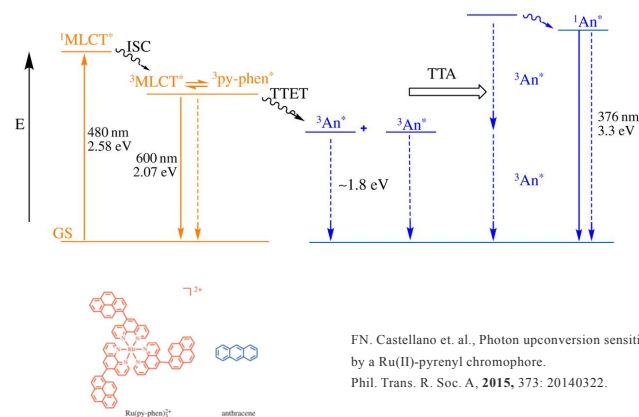 ¹MLCT*
ISC
³MLCT* ⇌ ³py-phen*
TTET
E
480 nm
2.58 eV
600 nm
2.07 eV
GS
³An* + ³An*
~1.8 eV
TTA
³An*
³An*
¹An*
376 nm
3.3 eV
2+
N N
N Ru N
N N
Ru(py-phen)₃²⁺
anthracene
FN. Castellano et. al., Photon upconversion sensiti
by a Ru(II)-pyrenyl chromophore.
Phil. Trans. R. Soc. A, 2015, 373: 20140322.